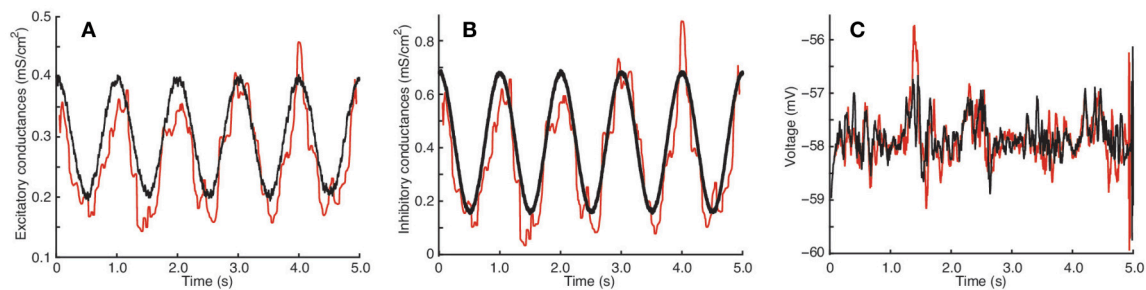 A
Excitatory conductances (mS/cm²)
0.5
0.4
0.3
0.2
0.1
0 1.0 2.0 3.0 4.0 5.0
Time (s)
B
Inhibitory conductances (mS/cm²)
0.8
0.6
0.4
0.2
0
0 1.0 2.0 3.0 4.0 5.0
Time (s)
C
Voltage (mV)
−56
−57
−58
−59
−60
0 1.0 2.0 3.0 4.0 5.0
Time (s)